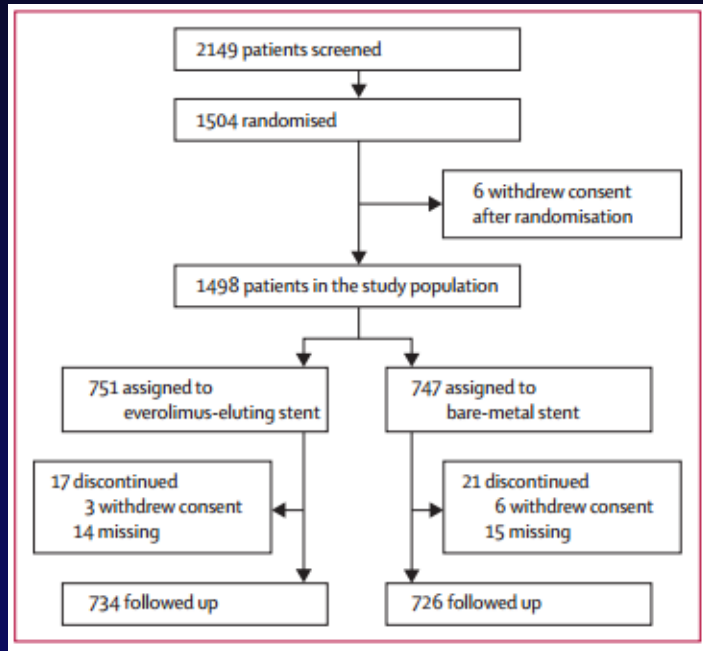 2149 patients screened
1504 randomised
6 withdrew consent
after randomisation
1498 patients in the study population
751 assigned to
everolimus-eluting stent
747 assigned to
bare-metal stent
17 discontinued
3 withdrew consent
14 missing
21 discontinued
6 withdrew consent
15 missing
734 followed up
726 followed up